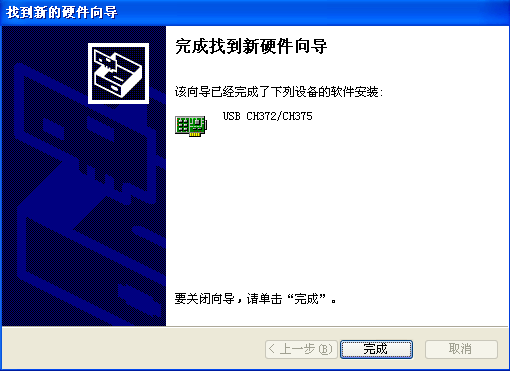 找到新的硬件向导
完成找到新硬件向导
该向导已经完成了下列设备的软件安装:
USB CH372/CH375
要关闭向导，请单击“完成”。
< 上一步(B)
完成
取消